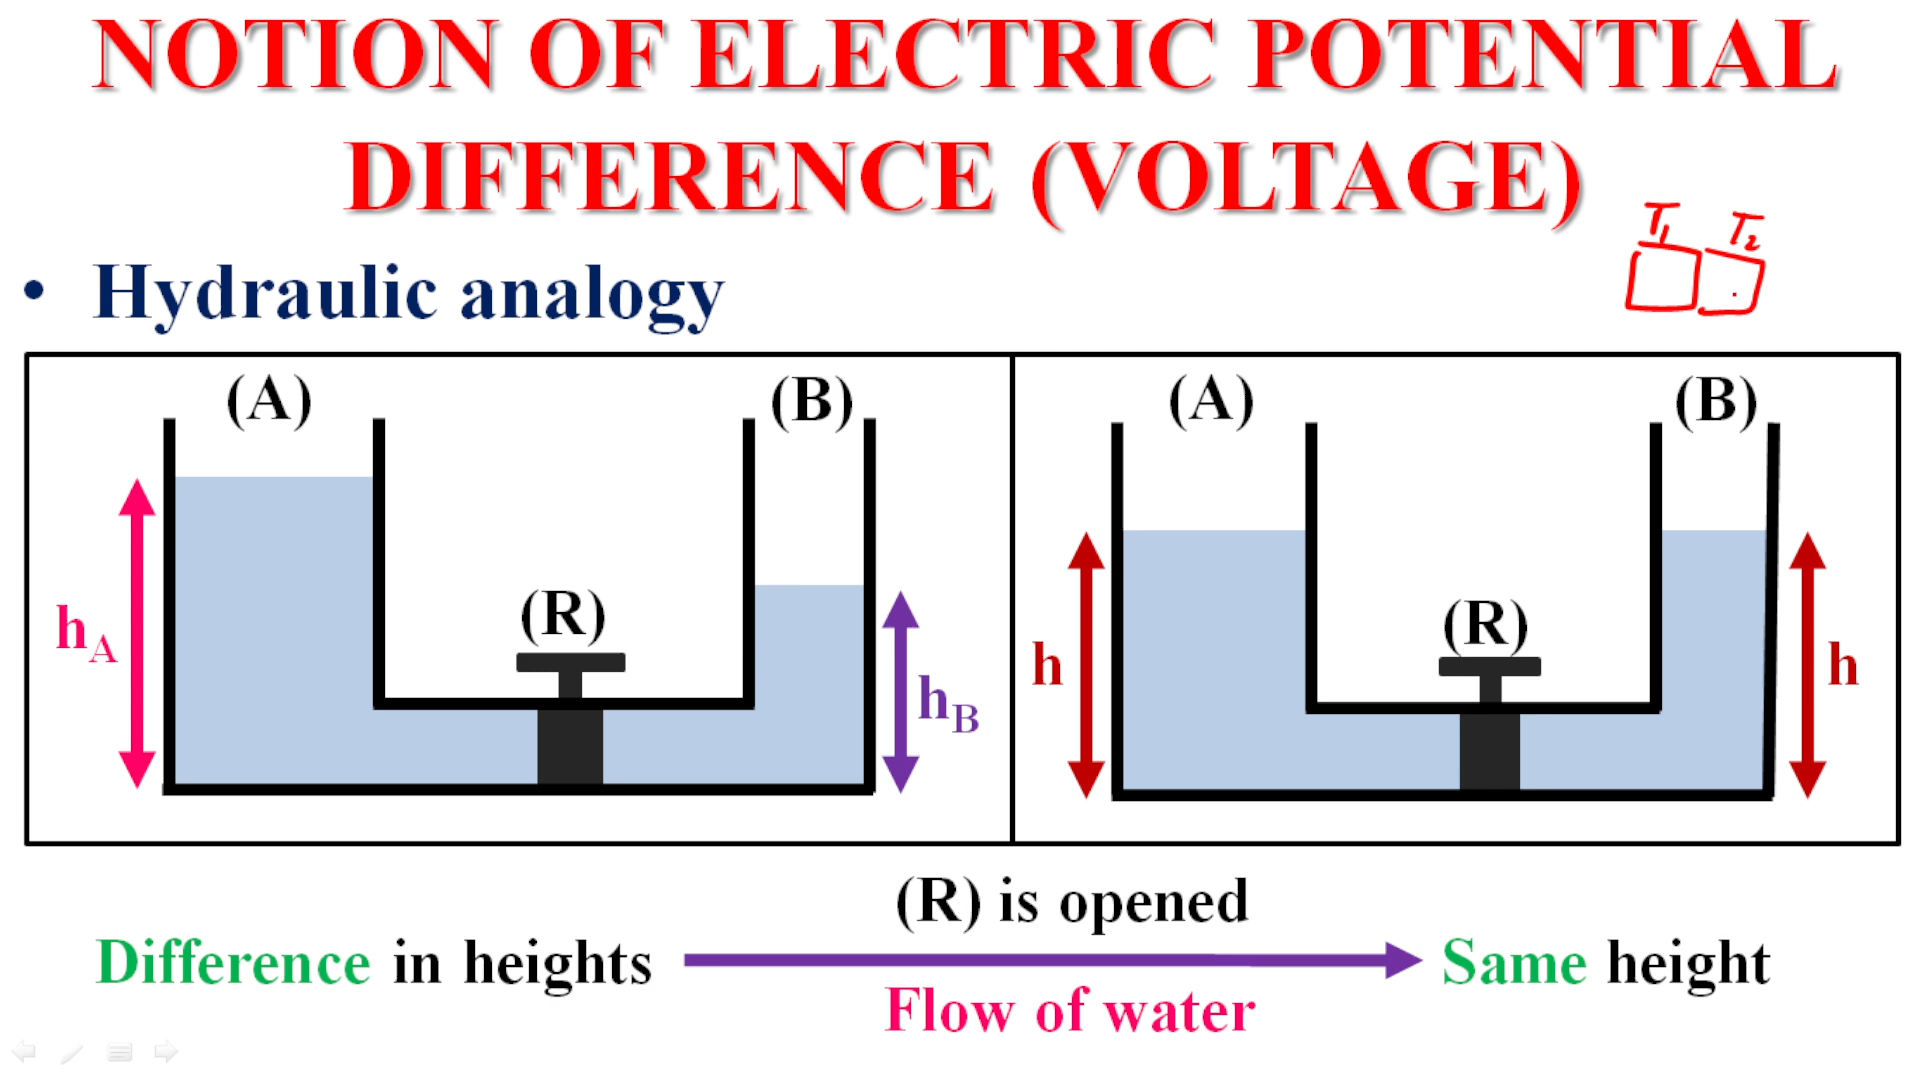 NOTION OF ELECTRIC POTENTIAL
DIFFERENCE (VOLTAGE)
T1 T2
• Hydraulic analogy
(A) (B) (A) (B)
(R) (R)
hA hB h h
(R) is opened
Difference in heights Same height
Flow of water